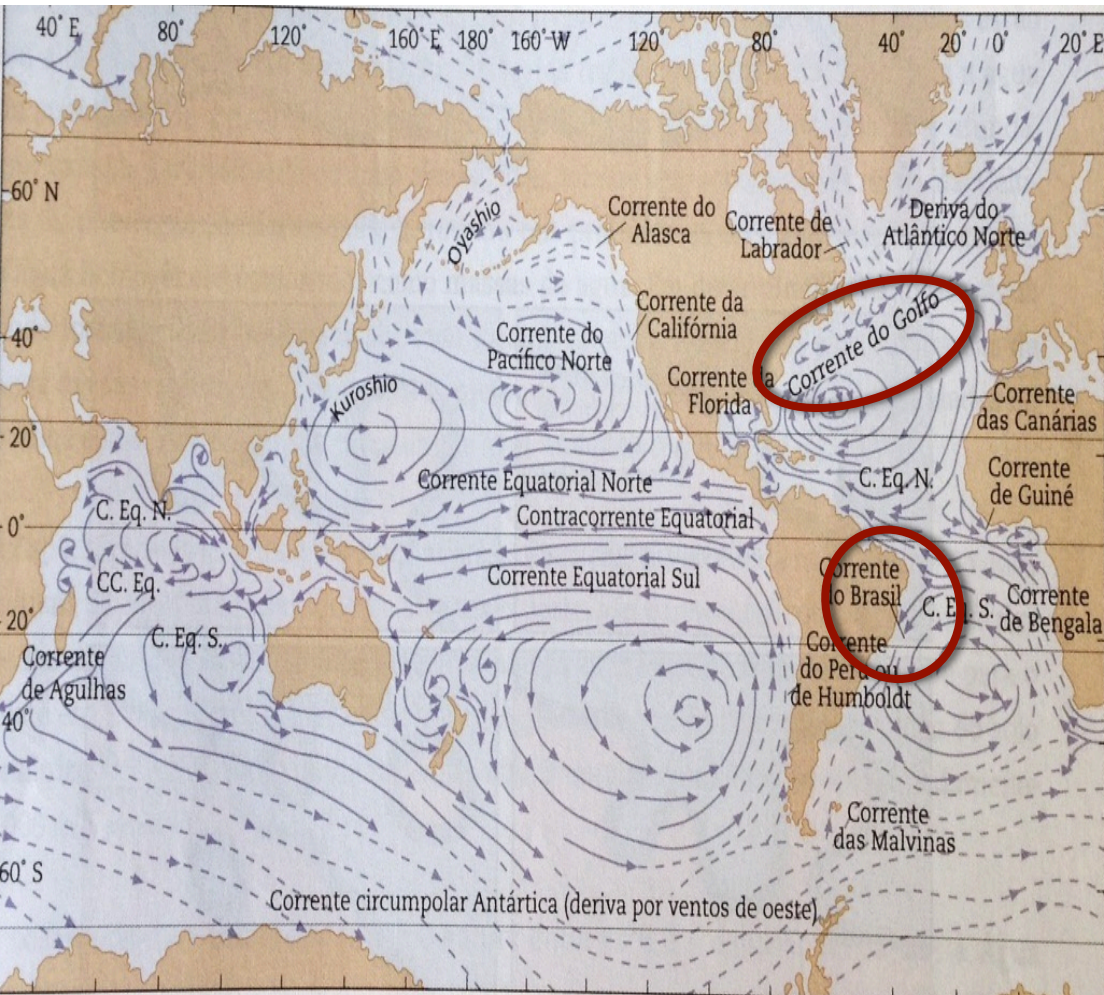 40° E
80°
120°
160° E
180°
160° W
120°
80°
40°
20°
0°
20° E
60° N
Oyashio
Corrente do
Alasca
Corrente de
Labrador
Deriva do
Atlântico Norte
Corrente da
Califórnia
Corrente do Golfo
40°
Corrente do
Pacífico Norte
Kuroshio
Corrente da
Florida
Corrente
das Canárias
20°
Corrente Equatorial Norte
C. Eq. N.
Corrente
de Guiné
C. Eq. N.
Contracorrente Equatorial
0°
CC. Eq.
Corrente Equatorial Sul
Corrente
do Brasil
C. Eq. S.
Corrente
de Bengala
20°
C. Eq. S.
Corrente
de Agulhas
Corrente
do Peru ou
de Humboldt
40°
Corrente
das Malvinas
60° S
Corrente circumpolar Antártica (deriva por ventos de oeste)